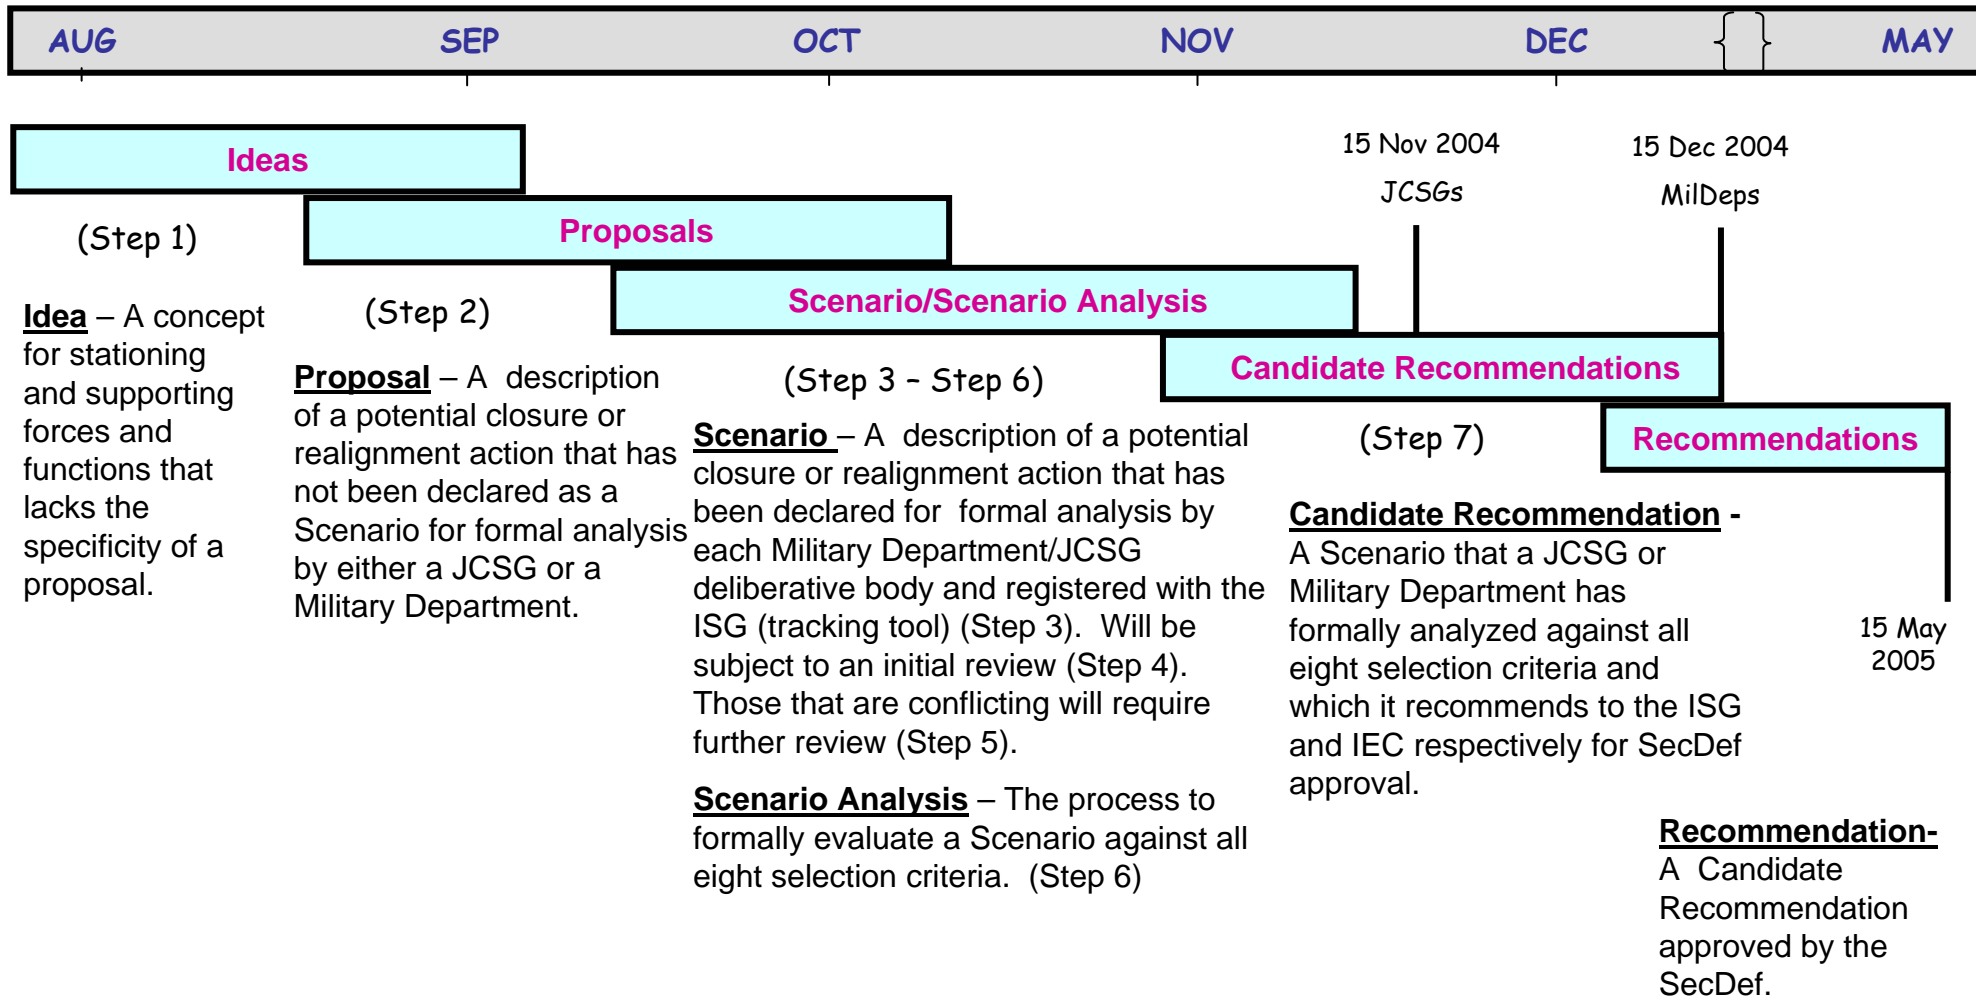 AUG SEP OCT NOV DEC { } MAY
Ideas
15 Nov 2004
JCSGs
15 Dec 2004
MilDeps
(Step 1)
Proposals
(Step 2)
Scenario/Scenario Analysis
(Step 3 – Step 6)
Candidate Recommendations
(Step 7)
Recommendations
15 May
2005
Idea – A concept
for stationing
and supporting
forces and
functions that
lacks the
specificity of a
proposal.
Proposal – A description
of a potential closure or
realignment action that has
not been declared as a
Scenario for formal analysis
by either a JCSG or a
Military Department.
Scenario – A description of a potential
closure or realignment action that has
been declared for formal analysis by
each Military Department/JCSG
deliberative body and registered with the
ISG (tracking tool) (Step 3). Will be
subject to an initial review (Step 4).
Those that are conflicting will require
further review (Step 5).
Scenario Analysis – The process to
formally evaluate a Scenario against all
eight selection criteria. (Step 6)
Candidate Recommendation -
A Scenario that a JCSG or
Military Department has
formally analyzed against all
eight selection criteria and
which it recommends to the ISG
and IEC respectively for SecDef
approval.
Recommendation-
A Candidate
Recommendation
approved by the
SecDef.